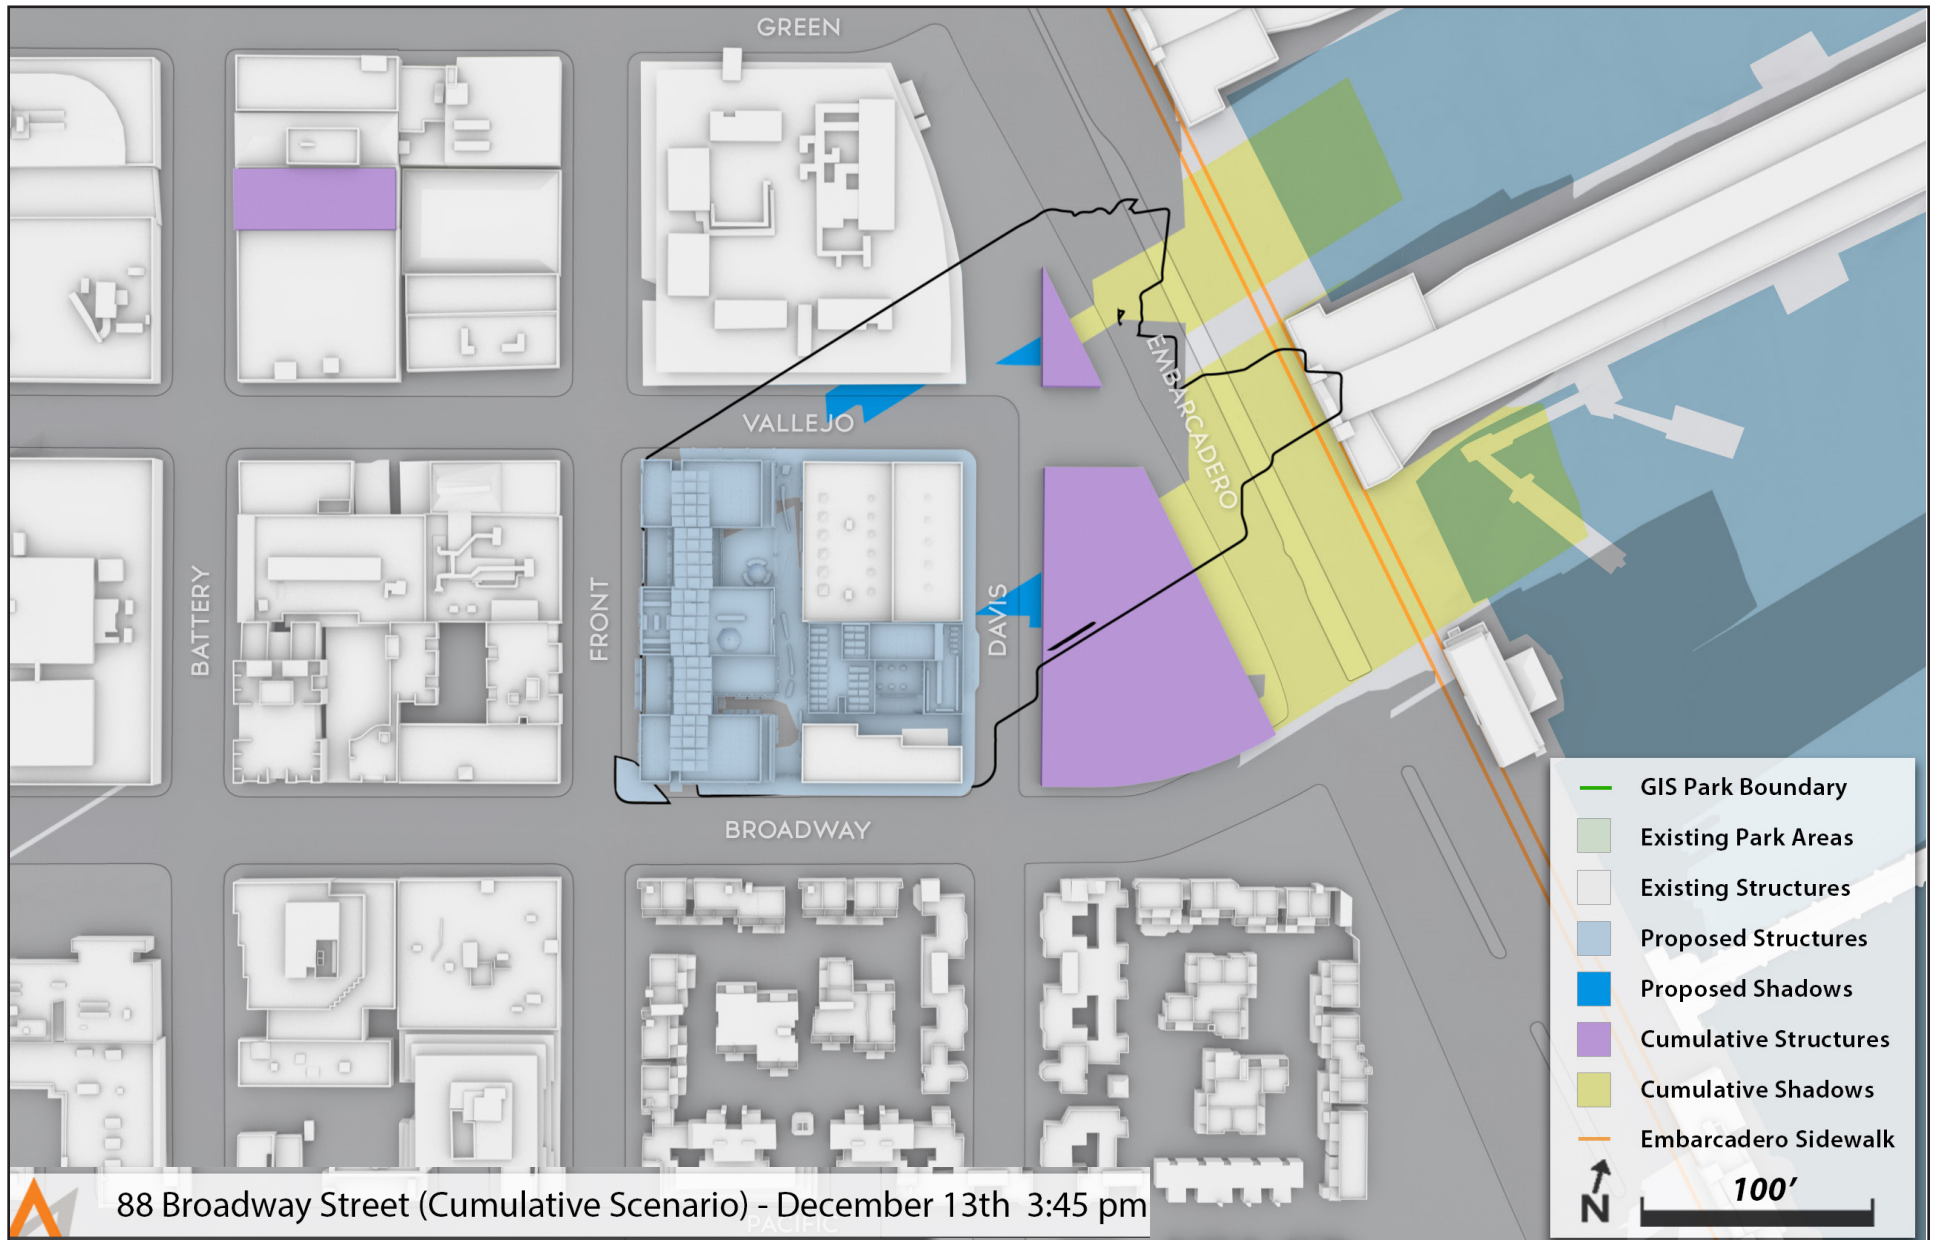 GREEN
VALLEJO
EMBARCADERO
BATTERY
FRONT
DAVIS
BROADWAY
GIS Park Boundary
Existing Park Areas
Existing Structures
Proposed Structures
Proposed Shadows
Cumulative Structures
Cumulative Shadows
Embarcadero Sidewalk
N
100’
88 Broadway Street (Cumulative Scenario) - December 13th 3:45 pm
PACIFIC